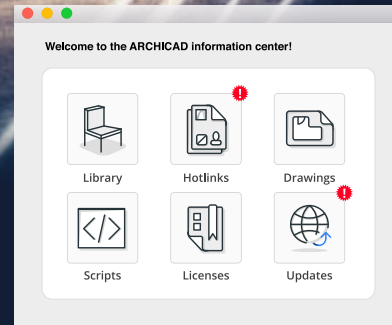 Welcome to the ARCHICAD information center!
Library
Hotlinks
Drawings
Scripts
Licenses
Updates